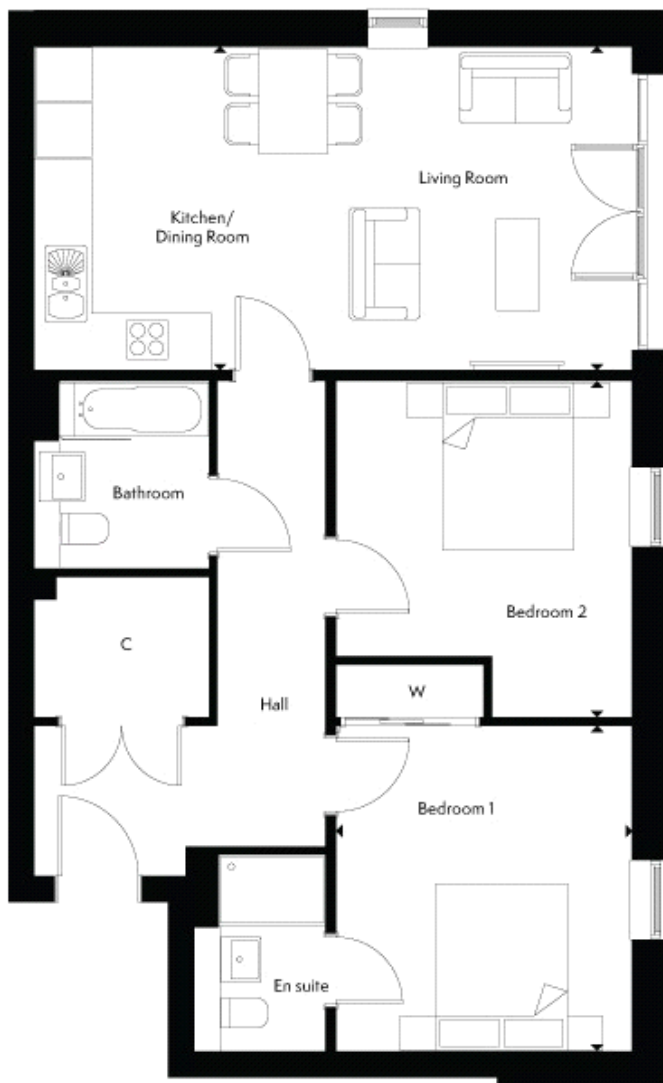 Living Room
Kitchen/
Dining Room
Bathroom
Bedroom 2
C
W
Hall
Bedroom 1
En suite